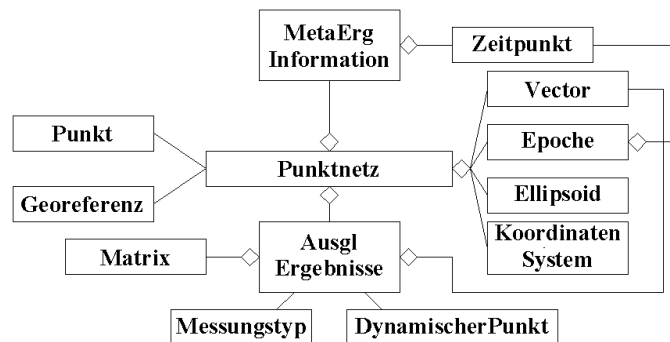 MetaErg
Information
Zeitpunkt
Vector
Punkt
Epoche
Punktnetz
Georeferenz
Ellipsoid
Ausgl
Ergebnisse
Koordinaten
System
Matrix
Messungstyp
DynamischerPunkt